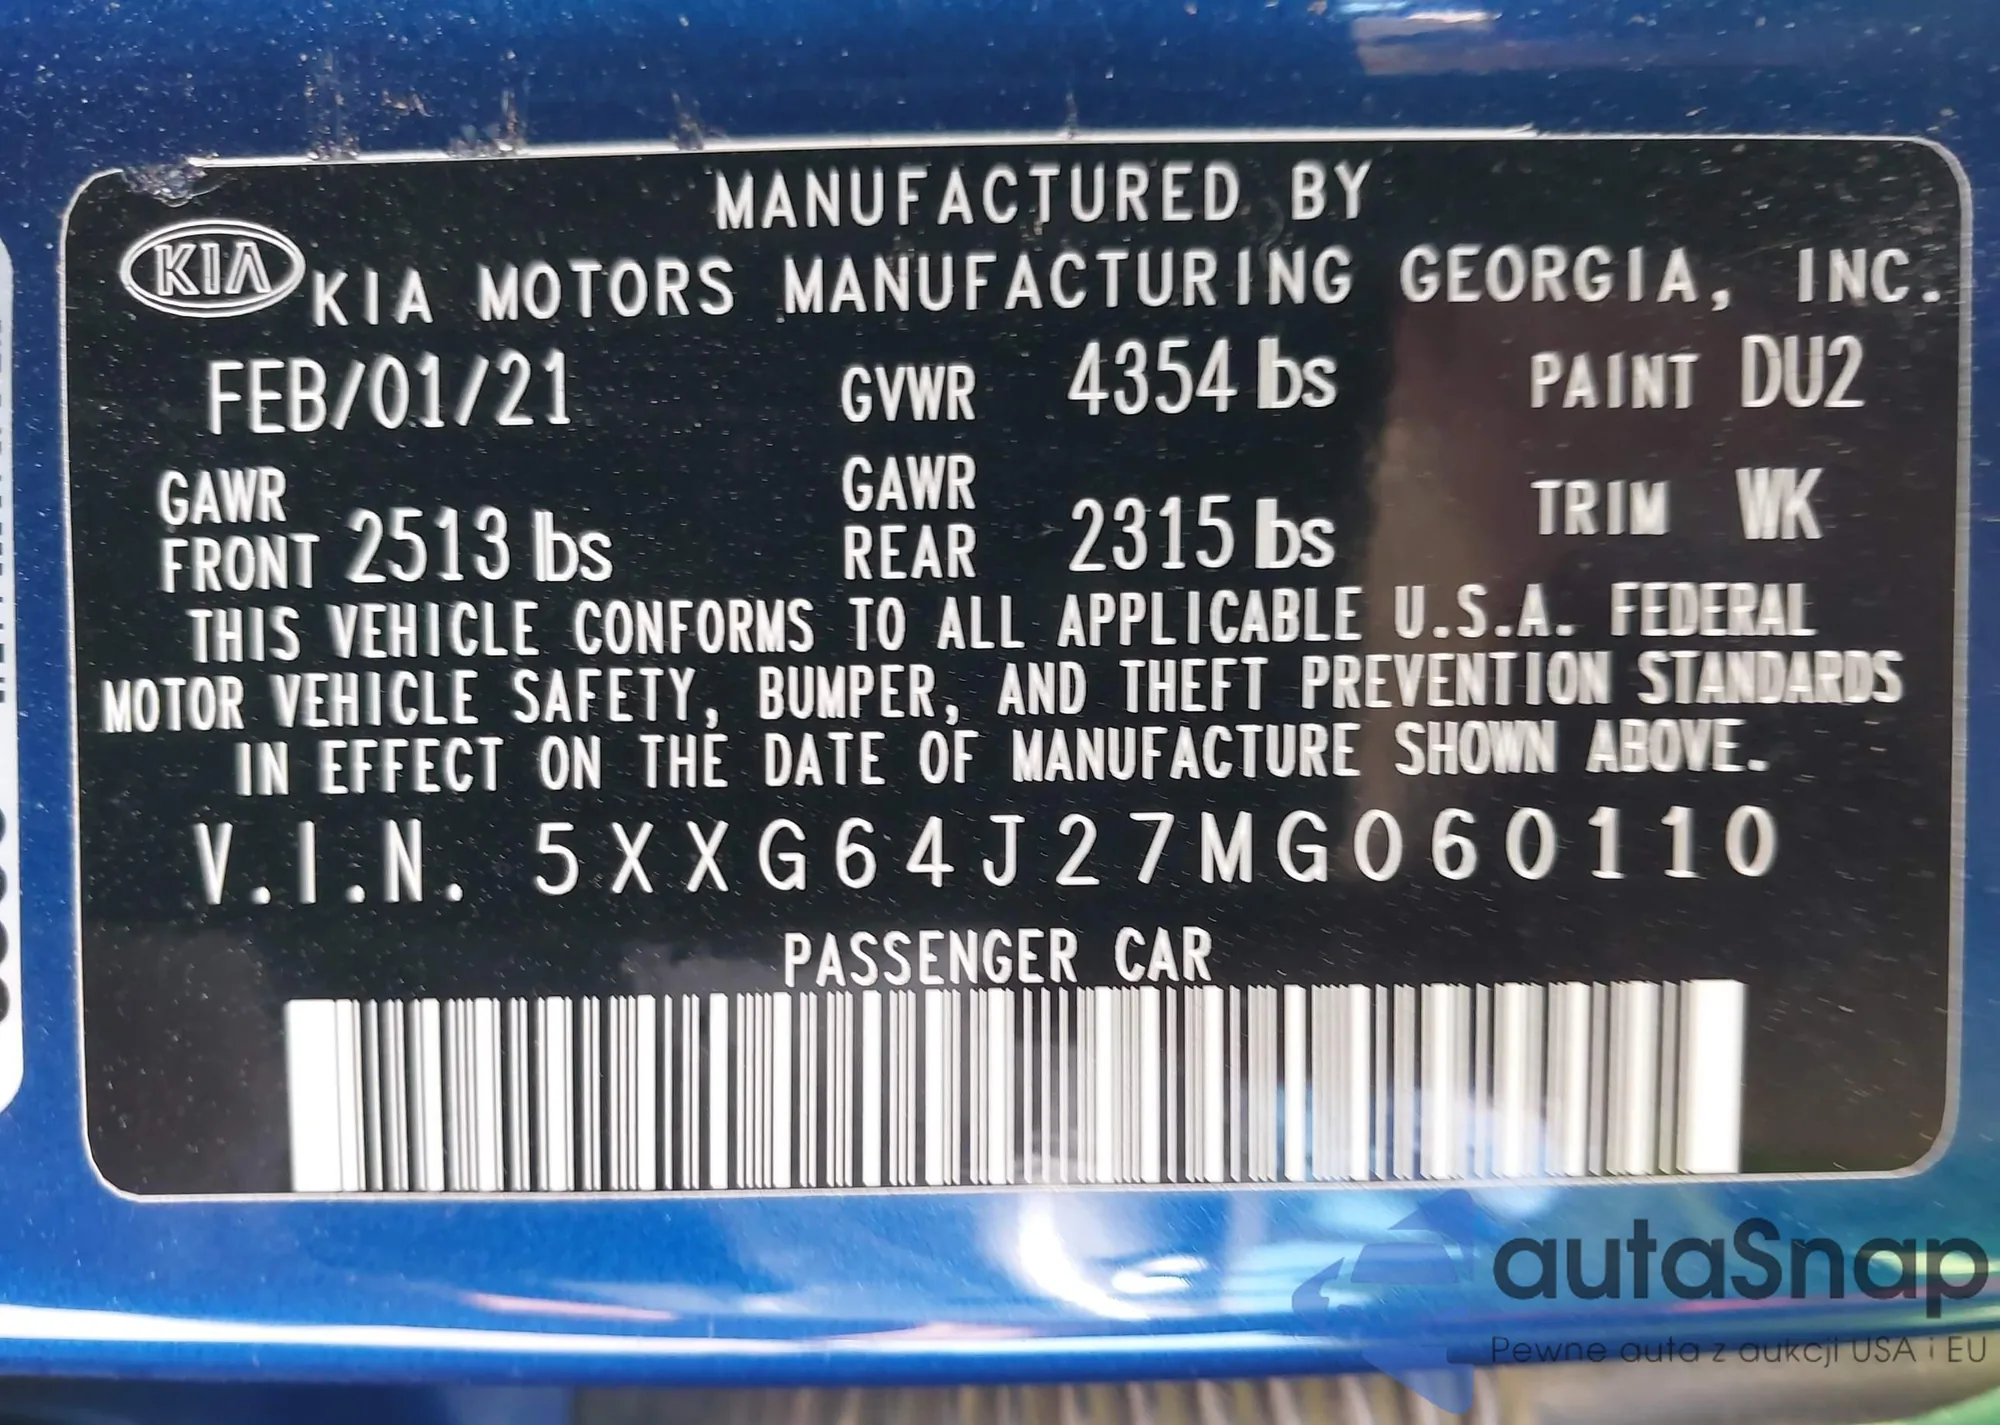 MANUFACTURED BY
KIA KIA MOTORS MANUFACTURING GEORGIA, INC.
FEB/01/21 GVWR 4354 lbs PAINT DU2
GAWR FRONT 2513 lbs GAWR REAR 2315 lbs TRIM WK
THIS VEHICLE CONFORMS TO ALL APPLICABLE U.S.A. FEDERAL
MOTOR VEHICLE SAFETY, BUMPER, AND THEFT PREVENTION STANDARDS
IN EFFECT ON THE DATE OF MANUFACTURE SHOWN ABOVE.
V.I.N. 5XXG64J27MG060110
PASSENGER CAR
autaSnap
Pewne auta z aukcji USA i EU